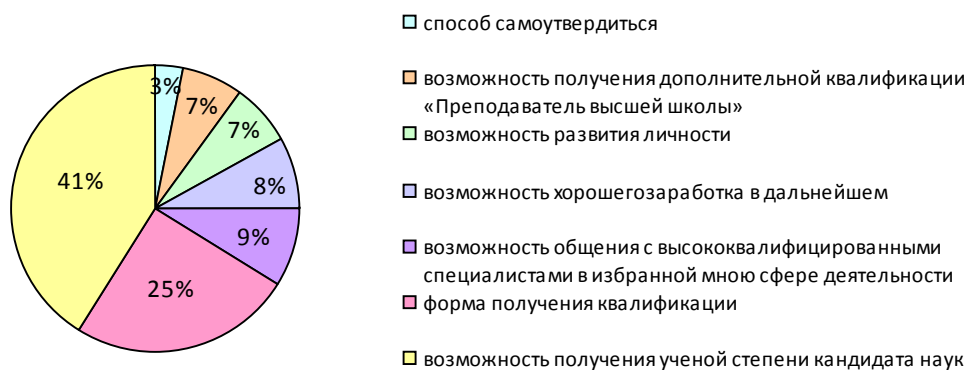 3%
7%
7%
8%
9%
25%
41%
способ самоутвердиться
возможность получения дополнительной квалификации
«Преподаватель высшей школы»
возможность развития личности
возможность хорошегозаработка в дальнейшем
возможность общения с высококвалифицированными
специалистами в избранной мною сфере деятельности
форма получения квалификации
возможность получения ученой степени кандидата наук